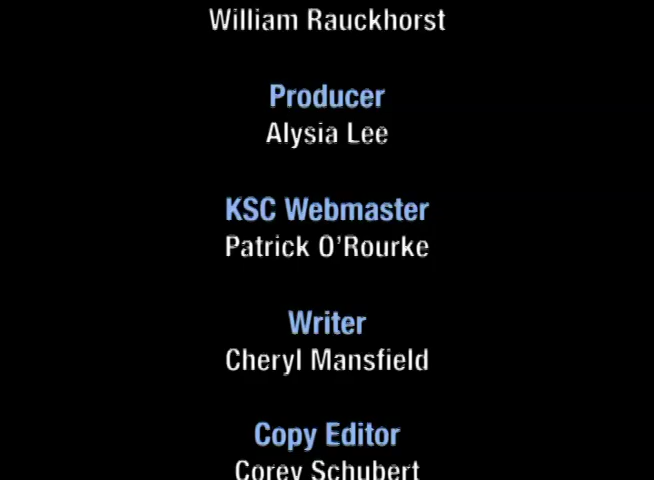 William Rauckhorst
Producer
Alysia Lee
KSC Webmaster
Patrick O'Rourke
Writer
Cheryl Mansfield
Copy Editor
Corey Schubert